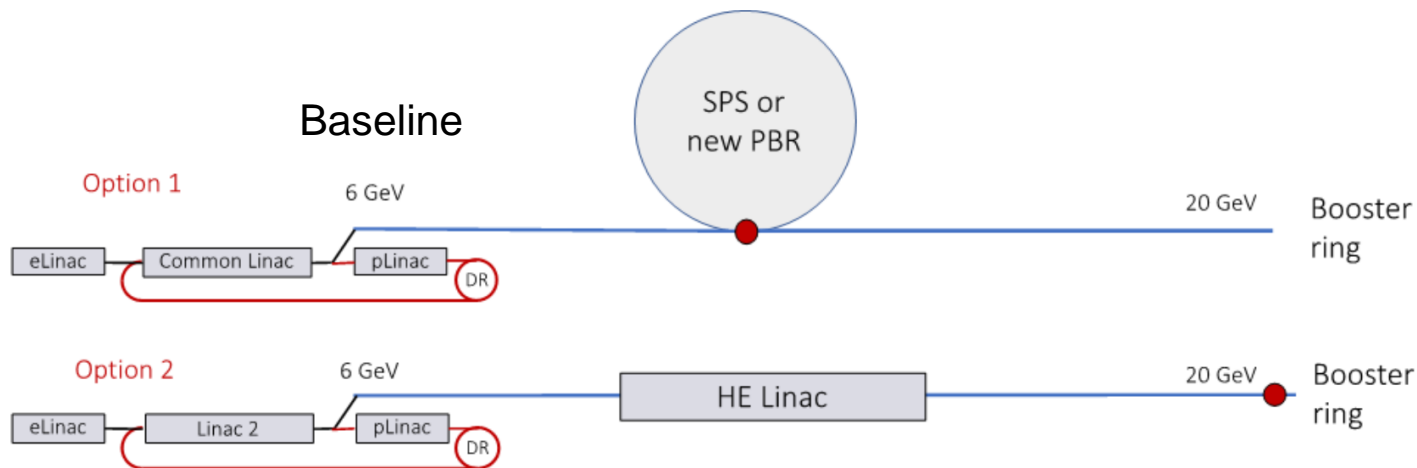 Baseline
SPS or
new PBR
Option 1
6 GeV
20 GeV
Booster
ring
eLinac
Common Linac
pLinac
DR
Option 2
6 GeV
HE Linac
20 GeV
Booster
ring
eLinac
Linac 2
pLinac
DR